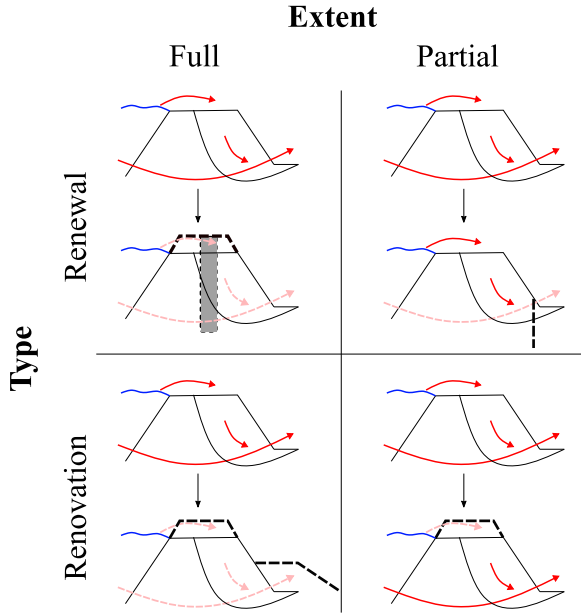 Extent
Full
Partial
Type
Renewal
Renovation